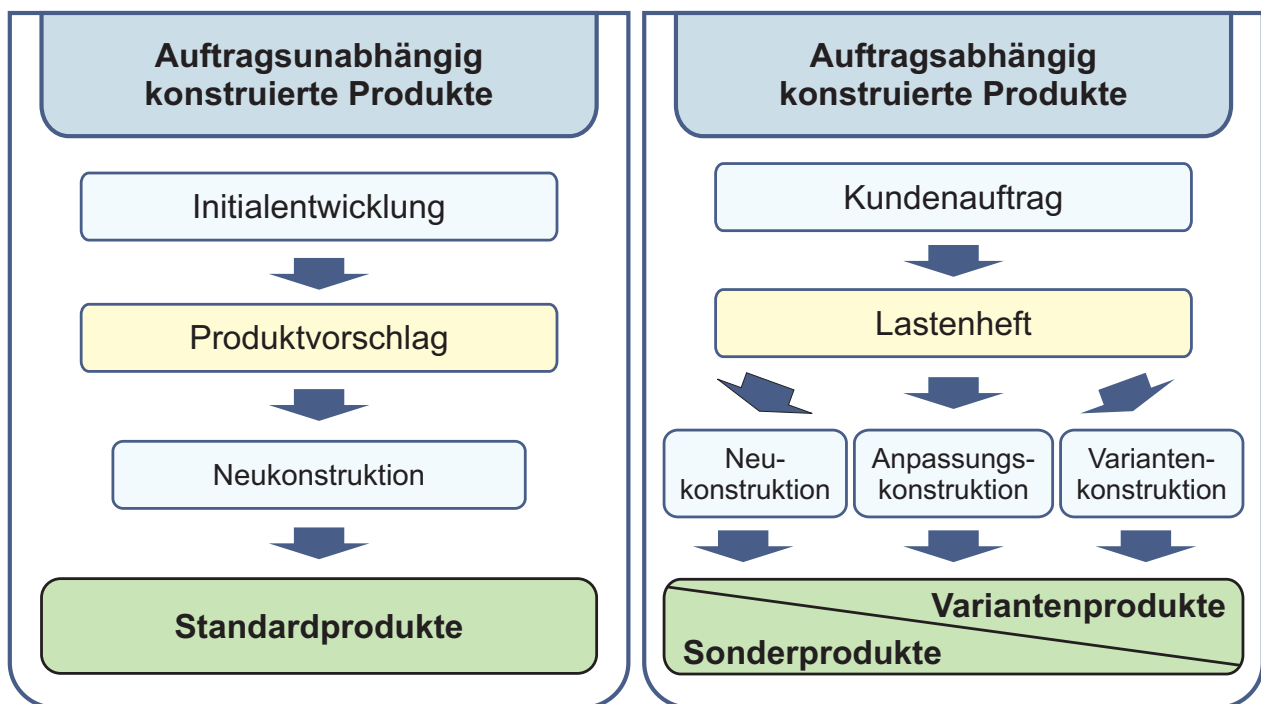 Auftragsunabhängig
konstruierte Produkte
Initialentwicklung
Produktvorschlag
Neukonstruktion
Standardprodukte
Auftragsabhängig
konstruierte Produkte
Kundenauftrag
Lastenheft
Neu-
konstruktion
Anpassungs-
konstruktion
Varianten-
konstruktion
Variantenprodukte
Sonderprodukte